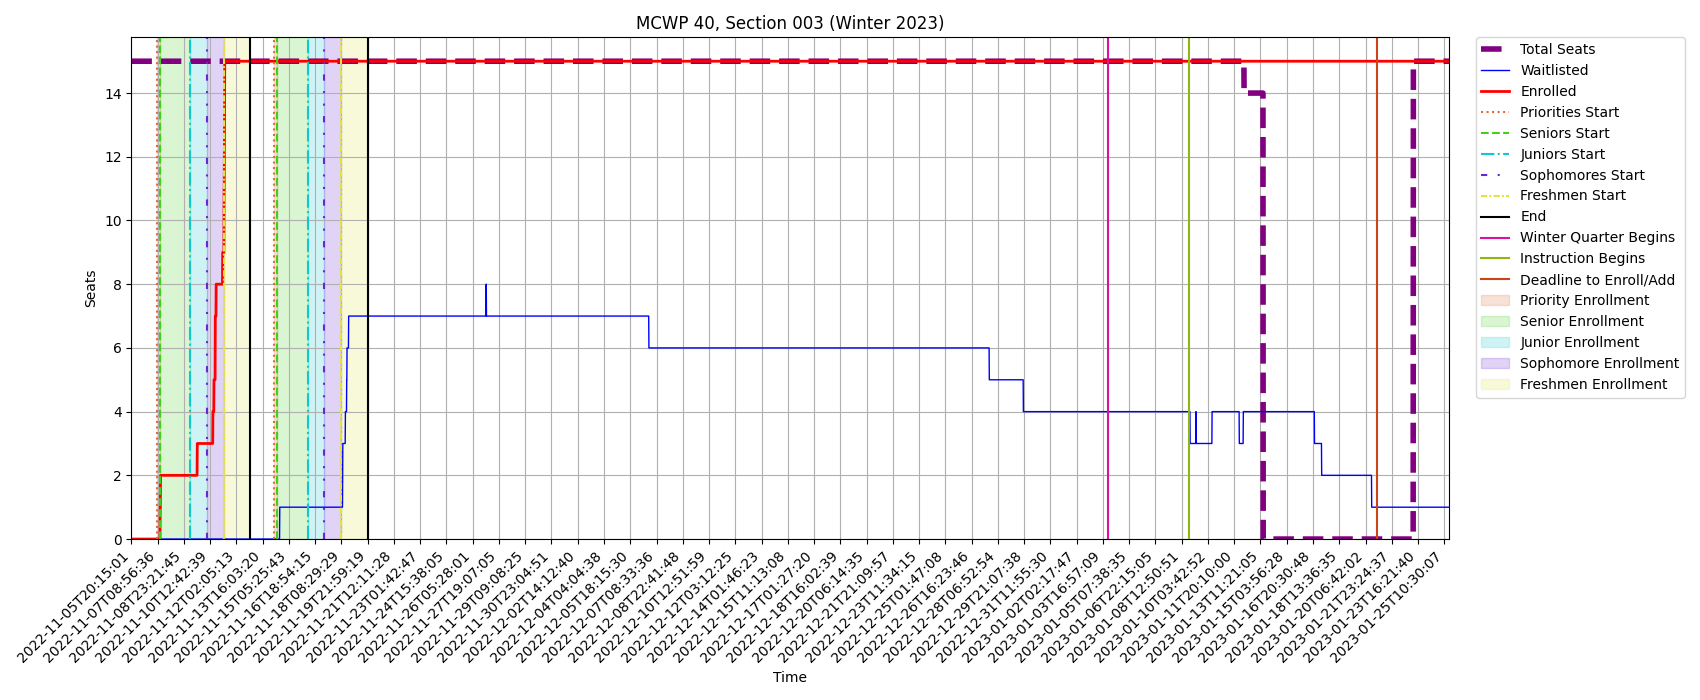 MCWP 40, Section 003 (Winter 2023)
Seats
14
12
10
8
6
4
2
0
2022-11-05T20:15:01
2022-11-07T08:56:36
2022-11-08T23:21:45
2022-11-10T12:42:39
2022-11-12T02:05:13
2022-11-13T16:03:20
2022-11-15T05:25:43
2022-11-16T18:54:15
2022-11-18T08:29:29
2022-11-19T21:59:19
2022-11-21T12:11:28
2022-11-23T01:42:47
2022-11-24T15:38:05
2022-11-26T05:28:01
2022-11-27T19:07:05
2022-11-29T09:08:25
2022-11-30T23:04:51
2022-12-02T14:12:40
2022-12-04T04:04:38
2022-12-05T18:15:30
2022-12-07T08:33:36
2022-12-08T22:41:48
2022-12-10T12:51:59
2022-12-12T03:12:25
2022-12-14T01:46:23
2022-12-15T15:13:08
2022-12-17T01:27:20
2022-12-18T16:02:39
2022-12-20T06:14:35
2022-12-21T21:09:57
2022-12-23T11:34:15
2022-12-25T01:47:08
2022-12-26T16:23:46
2022-12-28T06:52:54
2022-12-29T21:07:38
2022-12-31T11:55:30
2023-01-02T02:17:47
2023-01-03T16:57:09
2023-01-05T07:38:35
2023-01-06T22:15:05
2023-01-08T12:50:51
2023-01-10T03:42:52
2023-01-11T20:10:00
2023-01-13T11:21:05
2023-01-15T03:56:28
2023-01-16T20:30:48
2023-01-18T13:36:35
2023-01-20T06:42:02
2023-01-21T23:24:37
2023-01-23T16:21:40
2023-01-25T10:30:07
Time
Total Seats
Waitlisted
Enrolled
Priorities Start
Seniors Start
Juniors Start
Sophomores Start
Freshmen Start
End
Winter Quarter Begins
Instruction Begins
Deadline to Enroll/Add
Priority Enrollment
Senior Enrollment
Junior Enrollment
Sophomore Enrollment
Freshmen Enrollment